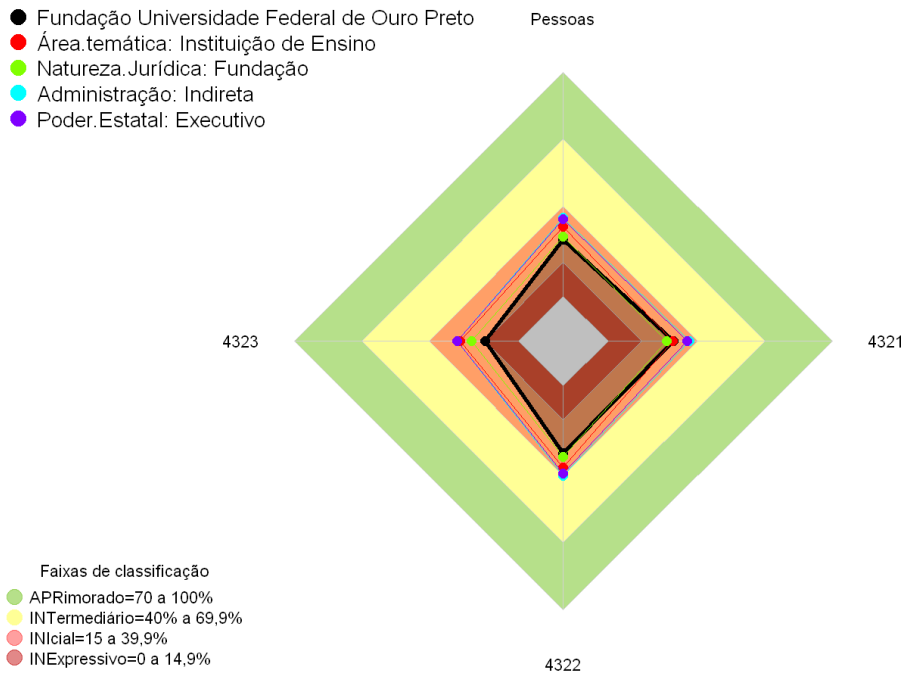 Fundação Universidade Federal de Ouro Preto
Área.temática: Instituição de Ensino
Natureza.Jurídica: Fundação
Administração: Indireta
Poder.Estatal: Executivo
Pessoas
4323
4321
4322
Faixas de classificação
APRimorado=70 a 100%
INTermediário=40% a 69,9%
INIcial=15 a 39,9%
INExpressivo=0 a 14,9%